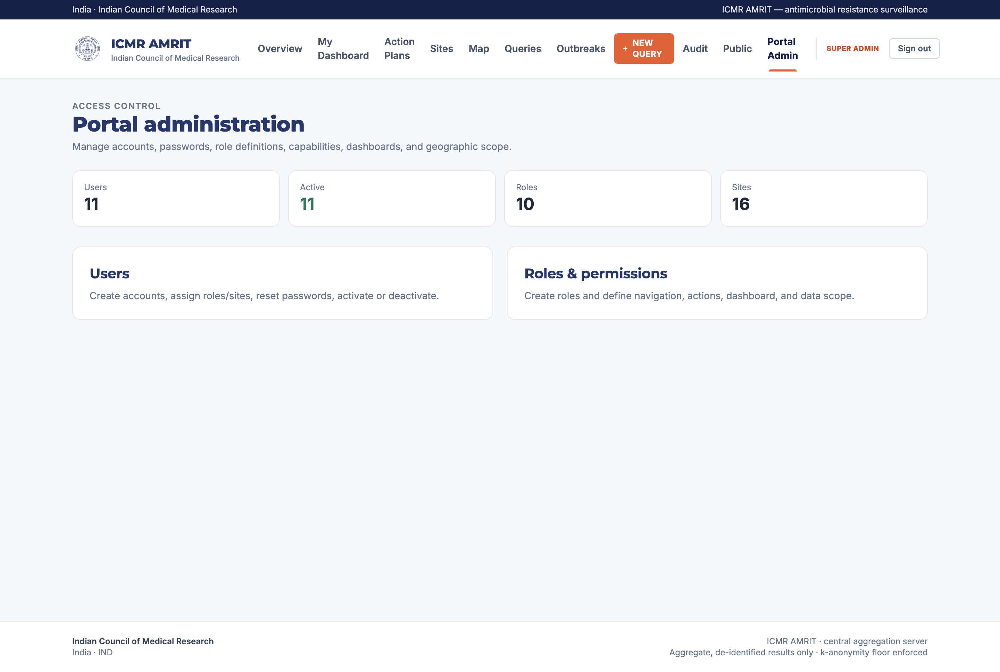 India · Indian Council of Medical Research
ICMR AMRIT — antimicrobial resistance surveillance
ICMR AMRIT
Indian Council of Medical Research
Overview
My Dashboard
Action Plans
Sites
Map
Queries
Outbreaks
+ NEW QUERY
Audit
Public
Portal Admin
SUPER ADMIN
Sign out
ACCESS CONTROL
Portal administration
Manage accounts, passwords, role definitions, capabilities, dashboards, and geographic scope.
Users
11
Active
11
Roles
10
Sites
16
Users
Create accounts, assign roles/sites, reset passwords, activate or deactivate.
Roles & permissions
Create roles and define navigation, actions, dashboard, and data scope.
Indian Council of Medical Research
India · IND
ICMR AMRIT · central aggregation server
Aggregate, de-identified results only · k-anonymity floor enforced